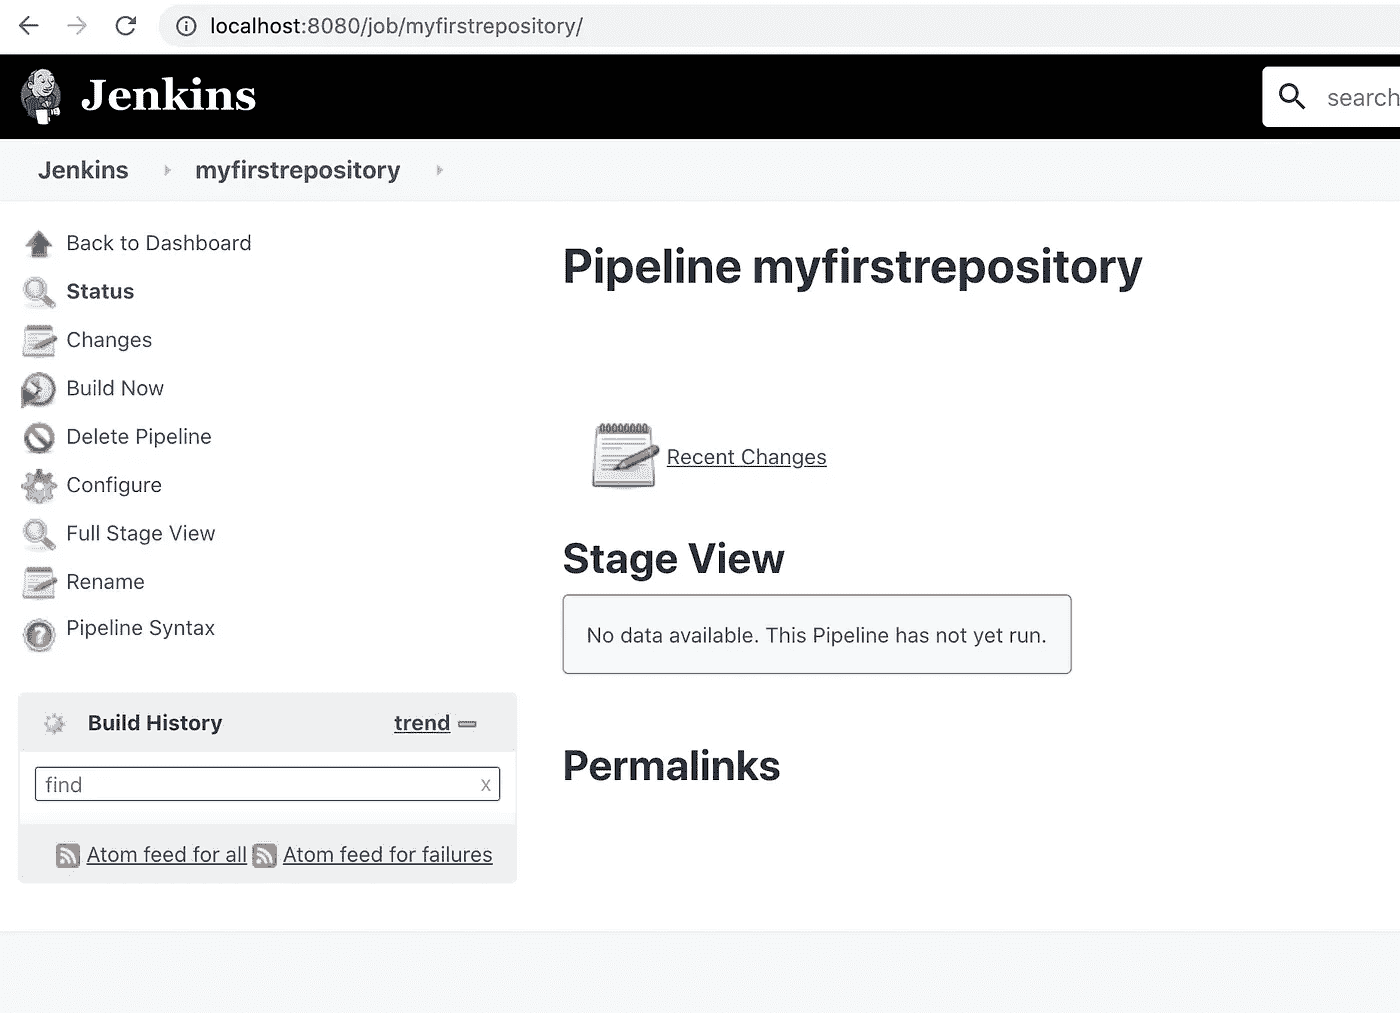 localhost:8080/job/myfirstrepository/
Jenkins
search
Jenkins myfirstrepository
Back to Dashboard
Status
Changes
Build Now
Delete Pipeline
Configure
Full Stage View
Rename
Pipeline Syntax
Build History trend
find x
Atom feed for all Atom feed for failures
Pipeline myfirstrepository
Recent Changes
Stage View
No data available. This Pipeline has not yet run.
Permalinks